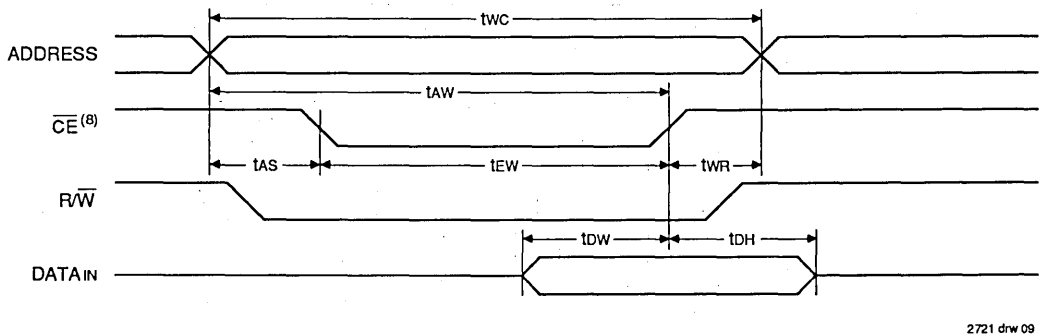 tWC
ADDRESS
tAW
CE (8)
tAS
tEW
tWR
R/W
tDW
tDH
DATAIN
2721 drw 09